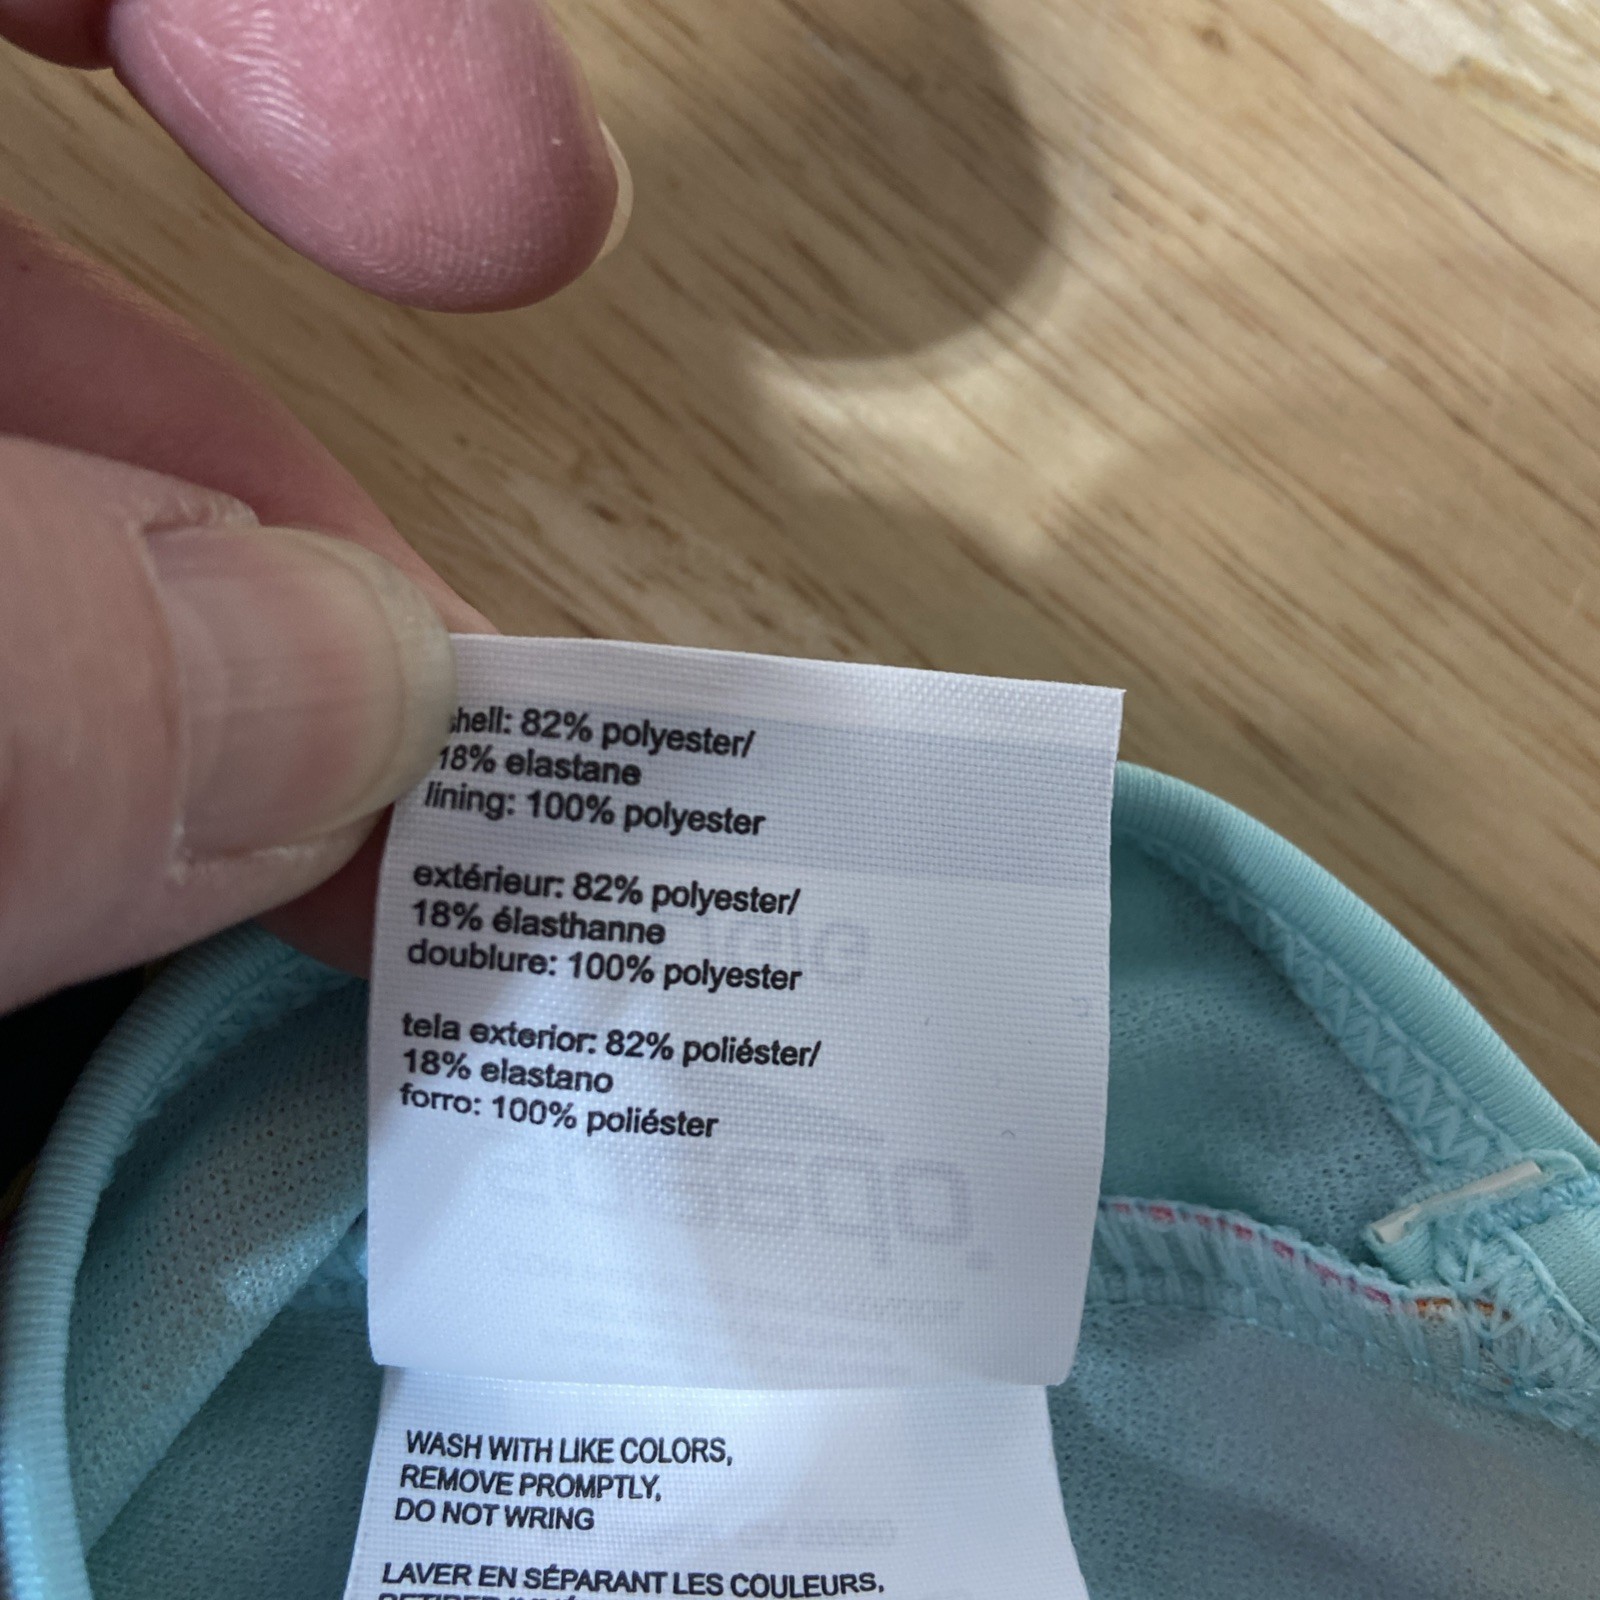 shell: 82% polyester/
18% elastane
lining: 100% polyester
extérieur: 82% polyester/
18% élasthanne
doublure: 100% polyester
tela exterior: 82% poliéster/
18% elastano
forro: 100% poliéster
WASH WITH LIKE COLORS,
REMOVE PROMPTLY,
DO NOT WRING
LAVER EN SÉPARANT LES COULEURS,